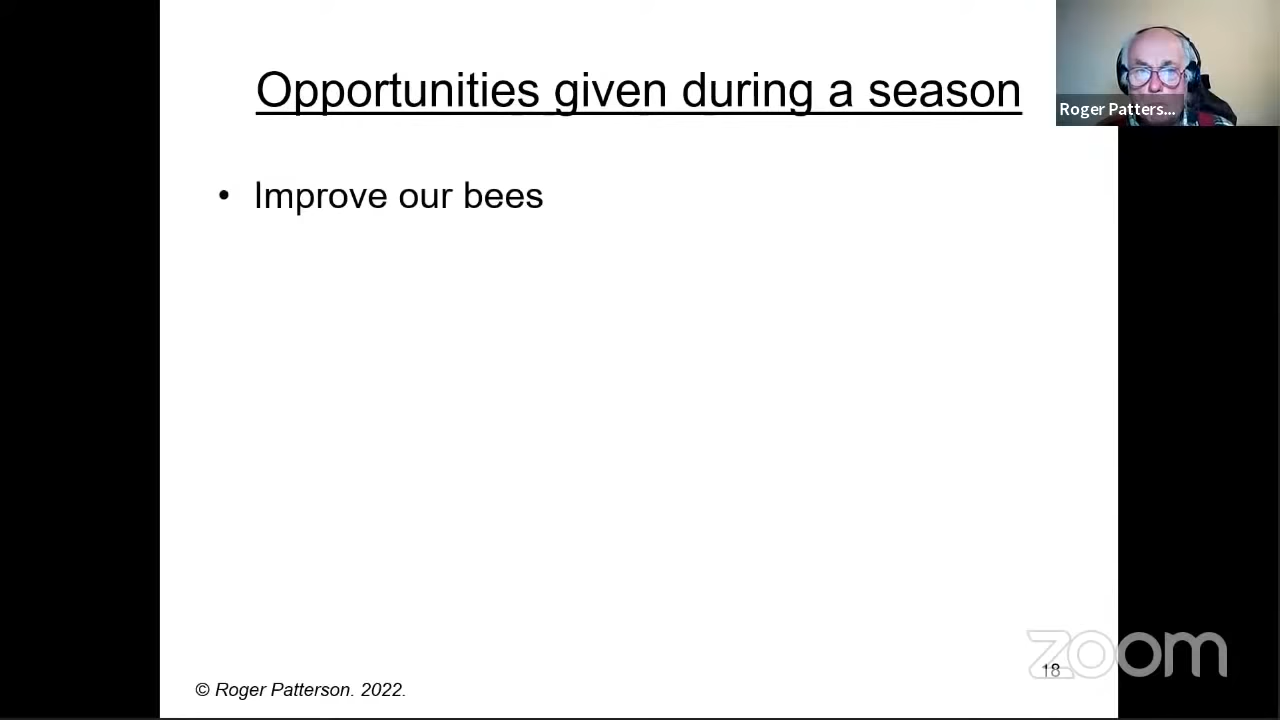 Opportunities given during a season
Roger Patters...
• Improve our bees
zoom
18
© Roger Patterson. 2022.